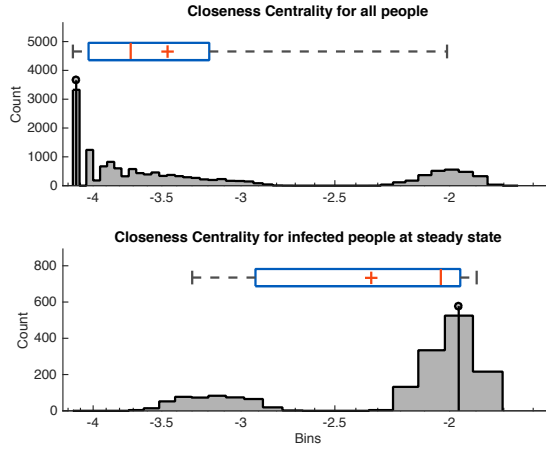 Closeness Centrality for all people
5000
4000
3000
2000
1000
0
Count
-4 -3.5 -3 -2.5 -2
Closeness Centrality for infected people at steady state
800
600
400
200
0
Count
-4 -3.5 -3 -2.5 -2
Bins